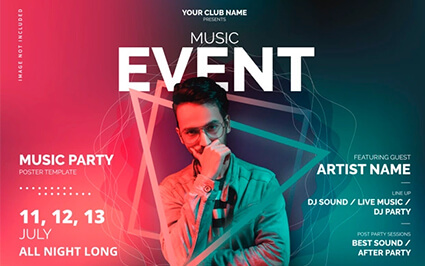 IMAGE NOT INCLUDED
YOUR CLUB NAME
PRESENTS
MUSIC
EVENT
MUSIC PARTY
POSTER TEMPLATE
11, 12, 13
JULY
ALL NIGHT LONG
FEATURING GUEST
ARTIST NAME
LINE UP
DJ SOUND / LIVE MUSIC /
DJ PARTY
POST PARTY SESSIONS
BEST SOUND /
AFTER PARTY